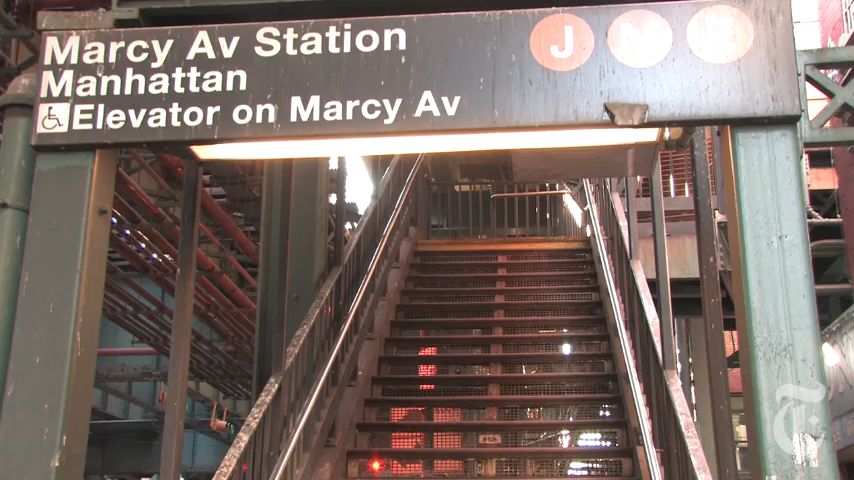 Marcy Av Station J M Z
Manhattan
Elevator on Marcy Av
T